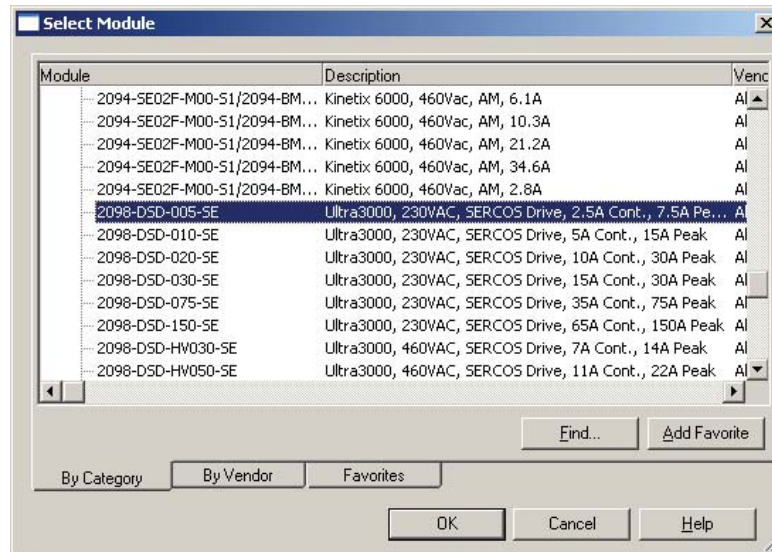 Select Module
Module Description Venc
2094-SE02F-M00-S1/2094-BM... Kinetix 6000, 460Vac, AM, 6.1A Al
2094-SE02F-M00-S1/2094-BM... Kinetix 6000, 460Vac, AM, 10.3A Al
2094-SE02F-M00-S1/2094-BM... Kinetix 6000, 460Vac, AM, 21.2A Al
2094-SE02F-M00-S1/2094-BM... Kinetix 6000, 460Vac, AM, 34.6A Al
2094-SE02F-M00-S1/2094-BM... Kinetix 6000, 460Vac, AM, 2.8A Al
2098-DSD-005-SE Ultra3000, 230VAC, SERCOS Drive, 2.5A Cont., 7.5A Pe... Al
2098-DSD-010-SE Ultra3000, 230VAC, SERCOS Drive, 5A Cont., 15A Peak Al
2098-DSD-020-SE Ultra3000, 230VAC, SERCOS Drive, 10A Cont., 30A Peak Al
2098-DSD-030-SE Ultra3000, 230VAC, SERCOS Drive, 15A Cont., 30A Peak Al
2098-DSD-075-SE Ultra3000, 230VAC, SERCOS Drive, 35A Cont., 75A Peak Al
2098-DSD-150-SE Ultra3000, 230VAC, SERCOS Drive, 65A Cont., 150A Peak Al
2098-DSD-HV030-SE Ultra3000, 460VAC, SERCOS Drive, 7A Cont., 14A Peak Al
2098-DSD-HV050-SE Ultra3000, 460VAC, SERCOS Drive, 11A Cont., 22A Peak Al
Find... Add Favorite
By Category By Vendor Favorites
OK Cancel Help